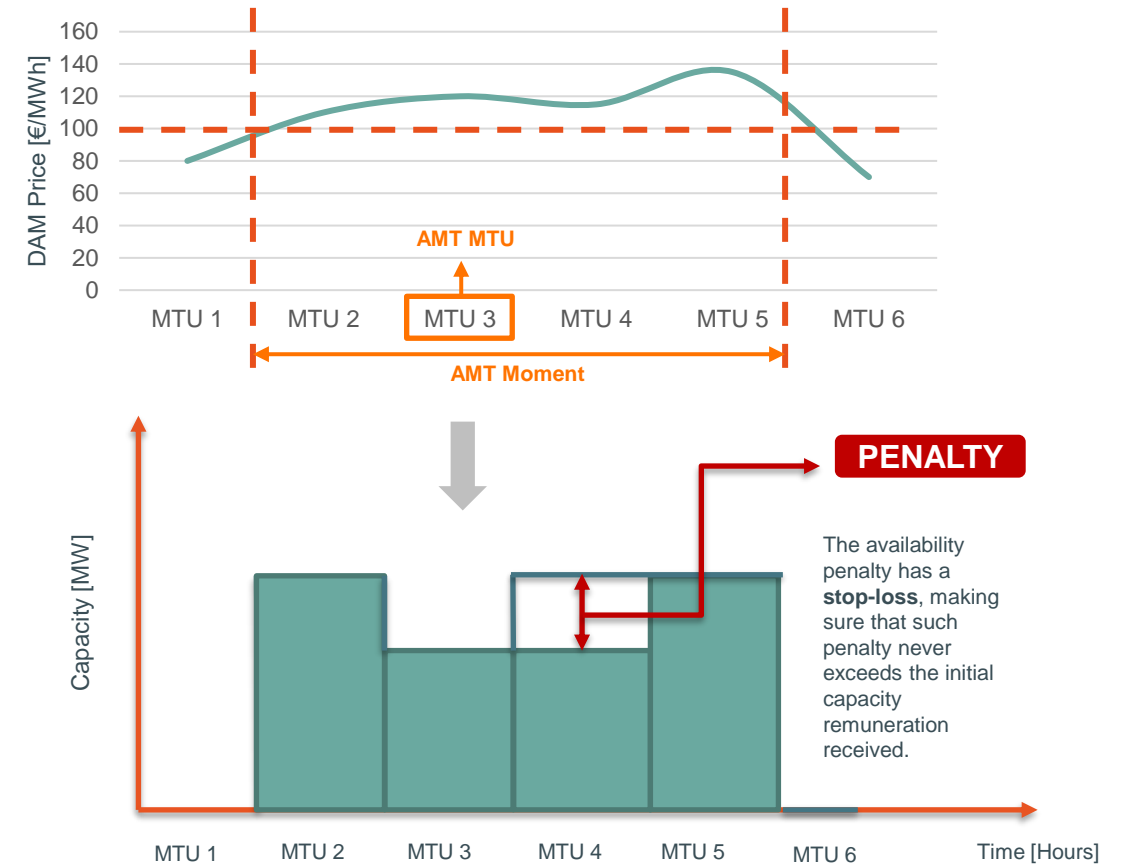 DAM Price [€/MWh]
160
140
120
100
80
60
40
20
0
AMT MTU
MTU 1 MTU 2 MTU 3 MTU 4 MTU 5 MTU 6
AMT Moment
Capacity [MW]
PENALTY
The availability
penalty has a
stop-loss, making
sure that such
penalty never
exceeds the initial
capacity
remuneration
received.
MTU 1 MTU 2 MTU 3 MTU 4 MTU 5 MTU 6 Time [Hours]